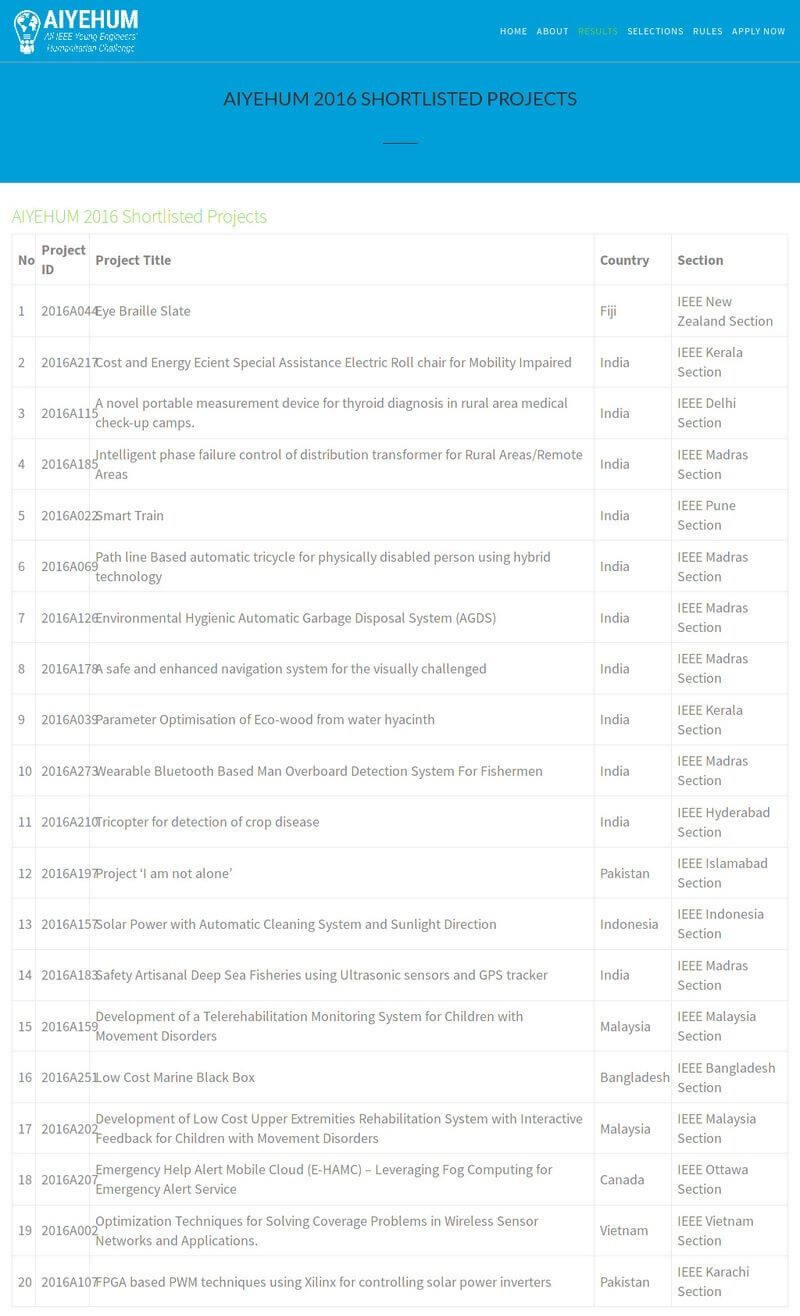 AIYEHUM
All IEEE Young Engineers'
Humanitarian Challenge
HOME ABOUT RESULTS SELECTIONS RULES APPLY NOW
AIYEHUM 2016 SHORTLISTED PROJECTS
AIYEHUM 2016 Shortlisted Projects
No Project ID Project Title Country Section
1 2016A044 Eye Braille Slate Fiji IEEE New Zealand Section
2 2016A217 Cost and Energy Ecient Special Assistance Electric Roll chair for Mobility Impaired India IEEE Kerala Section
3 2016A115 A novel portable measurement device for thyroid diagnosis in rural area medical check-up camps. India IEEE Delhi Section
4 2016A185 Intelligent phase failure control of distribution transformer for Rural Areas/Remote Areas India IEEE Madras Section
5 2016A022 Smart Train India IEEE Pune Section
6 2016A069 Path line Based automatic tricycle for physically disabled person using hybrid technology India IEEE Madras Section
7 2016A126 Environmental Hygienic Automatic Garbage Disposal System (AGDS) India IEEE Madras Section
8 2016A178 A safe and enhanced navigation system for the visually challenged India IEEE Madras Section
9 2016A039 Parameter Optimisation of Eco-wood from water hyacinth India IEEE Kerala Section
10 2016A273 Wearable Bluetooth Based Man Overboard Detection System For Fishermen India IEEE Madras Section
11 2016A210 Tricopter for detection of crop disease India IEEE Hyderabad Section
12 2016A197 Project ‘I am not alone’ Pakistan IEEE Islamabad Section
13 2016A157 Solar Power with Automatic Cleaning System and Sunlight Direction Indonesia IEEE Indonesia Section
14 2016A183 Safety Artisanal Deep Sea Fisheries using Ultrasonic sensors and GPS tracker India IEEE Madras Section
15 2016A159 Development of a Telerehabilitation Monitoring System for Children with Movement Disorders Malaysia IEEE Malaysia Section
16 2016A251 Low Cost Marine Black Box Bangladesh IEEE Bangladesh Section
17 2016A202 Development of Low Cost Upper Extremities Rehabilitation System with Interactive Feedback for Children with Movement Disorders Malaysia IEEE Malaysia Section
18 2016A207 Emergency Help Alert Mobile Cloud (E-HAMC) – Leveraging Fog Computing for Emergency Alert Service Canada IEEE Ottawa Section
19 2016A002 Optimization Techniques for Solving Coverage Problems in Wireless Sensor Networks and Applications. Vietnam IEEE Vietnam Section
20 2016A107 FPGA based PWM techniques using Xilinx for controlling solar power inverters Pakistan IEEE Karachi Section